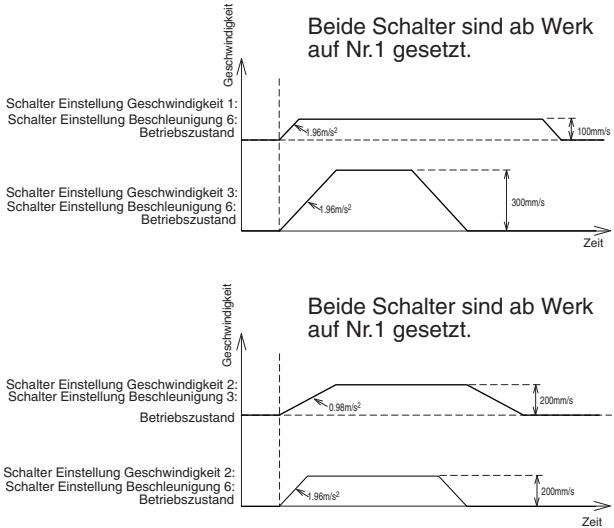 Beide Schalter sind ab Werk
auf Nr.1 gesetzt.
Geschwindigkeit
Schalter Einstellung Geschwindigkeit 1:
Schalter Einstellung Beschleunigung 6:
Betriebszustand
1.96m/s²
100mm/s
Schalter Einstellung Geschwindigkeit 3:
Schalter Einstellung Beschleunigung 6:
Betriebszustand
1.96m/s²
300mm/s
Zeit
Beide Schalter sind ab Werk
auf Nr.1 gesetzt.
Geschwindigkeit
Schalter Einstellung Geschwindigkeit 2:
Schalter Einstellung Beschleunigung 3:
Betriebszustand
0.98m/s²
200mm/s
Schalter Einstellung Geschwindigkeit 2:
Schalter Einstellung Beschleunigung 6:
Betriebszustand
1.96m/s²
200mm/s
Zeit